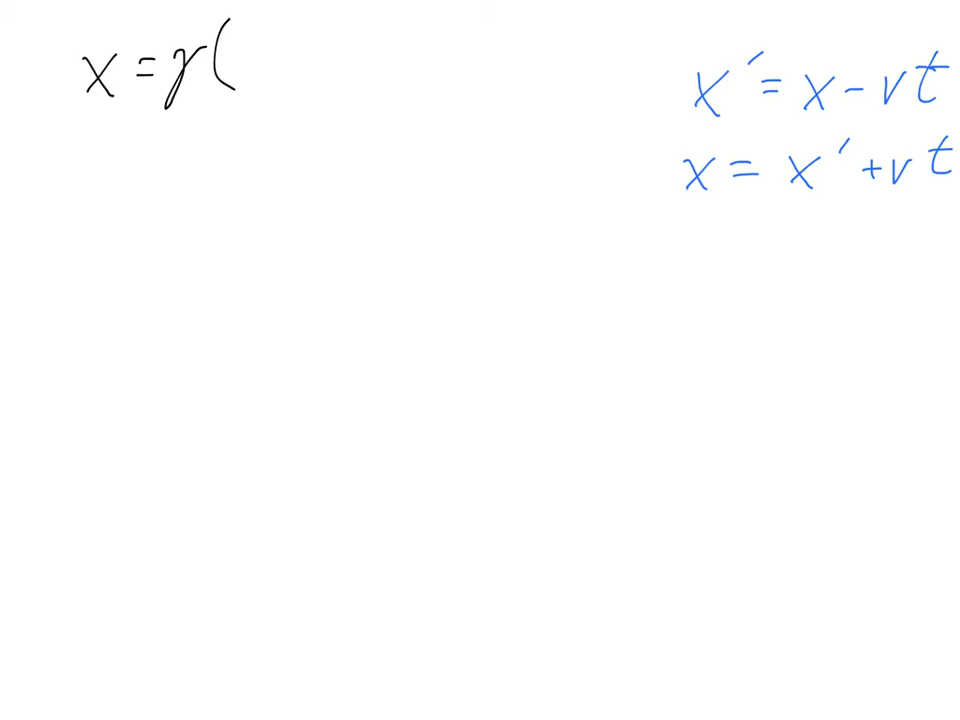 x = γ(
x′ = x − vt
x = x′ + vt